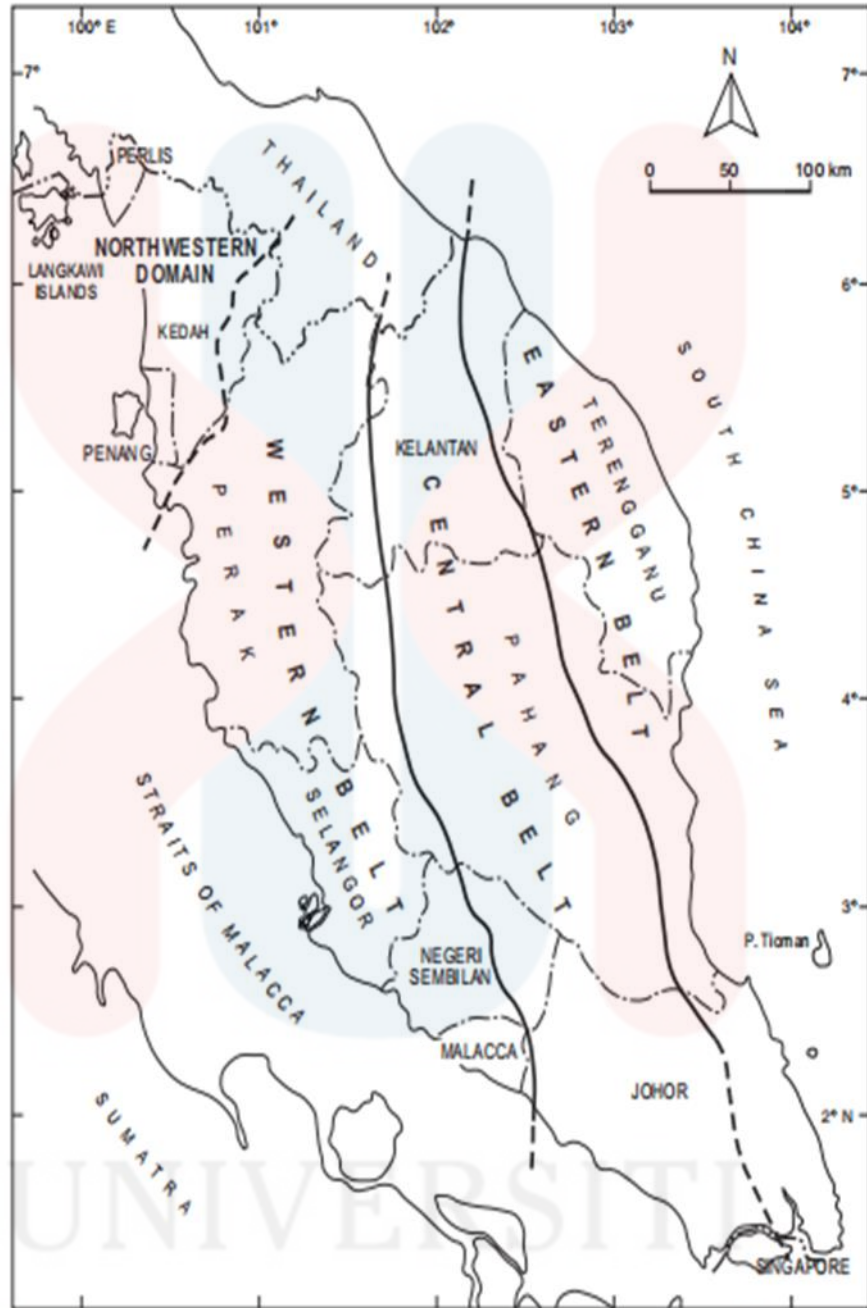 100° E
101°
102°
103°
104°
7°
7°
N
PERLIS
THAILAND
0
50
100 km
NORTHWESTERN
DOMAIN
LANGKAWI
ISLANDS
6°
6°
KEDAH
SOUTH CHINA SEA
EASTERN BELT
TERENGGANU
PENANG
KELANTAN
WESTERN BELT
PERAK
5°
5°
CENTRAL BELT
PAHANG
4°
4°
STRAITS OF MALACCA
SELANGOR
3°
3°
P. Tioman
NEGERI
SEMBILAN
MALACCA
JOHOR
2°
2° N
SUMATRA
UNIVERSITI
SINGAPORE